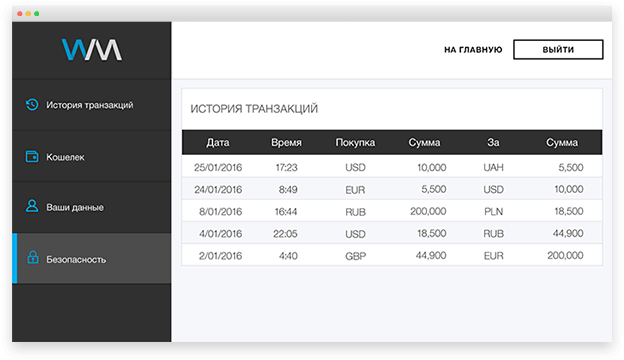 WM
НА ГЛАВНУЮ
ВЫЙТИ
История транзакций
Кошелек
Ваши данные
Безопасность
ИСТОРИЯ ТРАНЗАКЦИЙ
Дата Время Покупка Сумма За Сумма
25/01/2016 17:23 USD 10,000 UAH 5,500
24/01/2016 8:49 EUR 5,500 USD 10,000
8/01/2016 16:44 RUB 200,000 PLN 18,500
4/01/2016 22:05 USD 18,500 RUB 44,900
2/01/2016 4:40 GBP 44,900 EUR 200,000